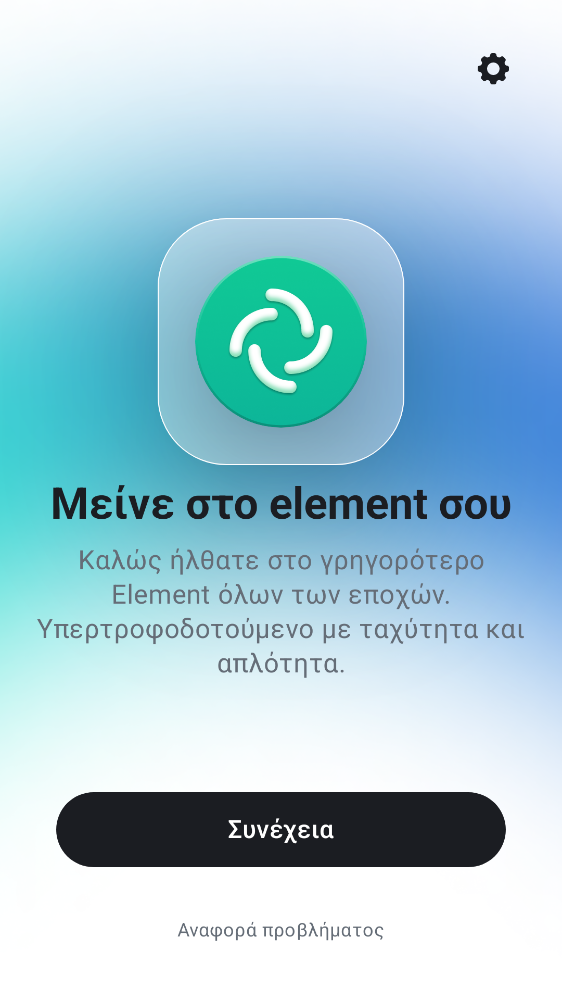 Μείνε στο element σου
Καλώς ήλθατε στο γρηγορότερο
Element όλων των εποχών.
Υπερτροφοδοτούμενο με ταχύτητα και
απλότητα.
Συνέχεια
Αναφορά προβλήματος